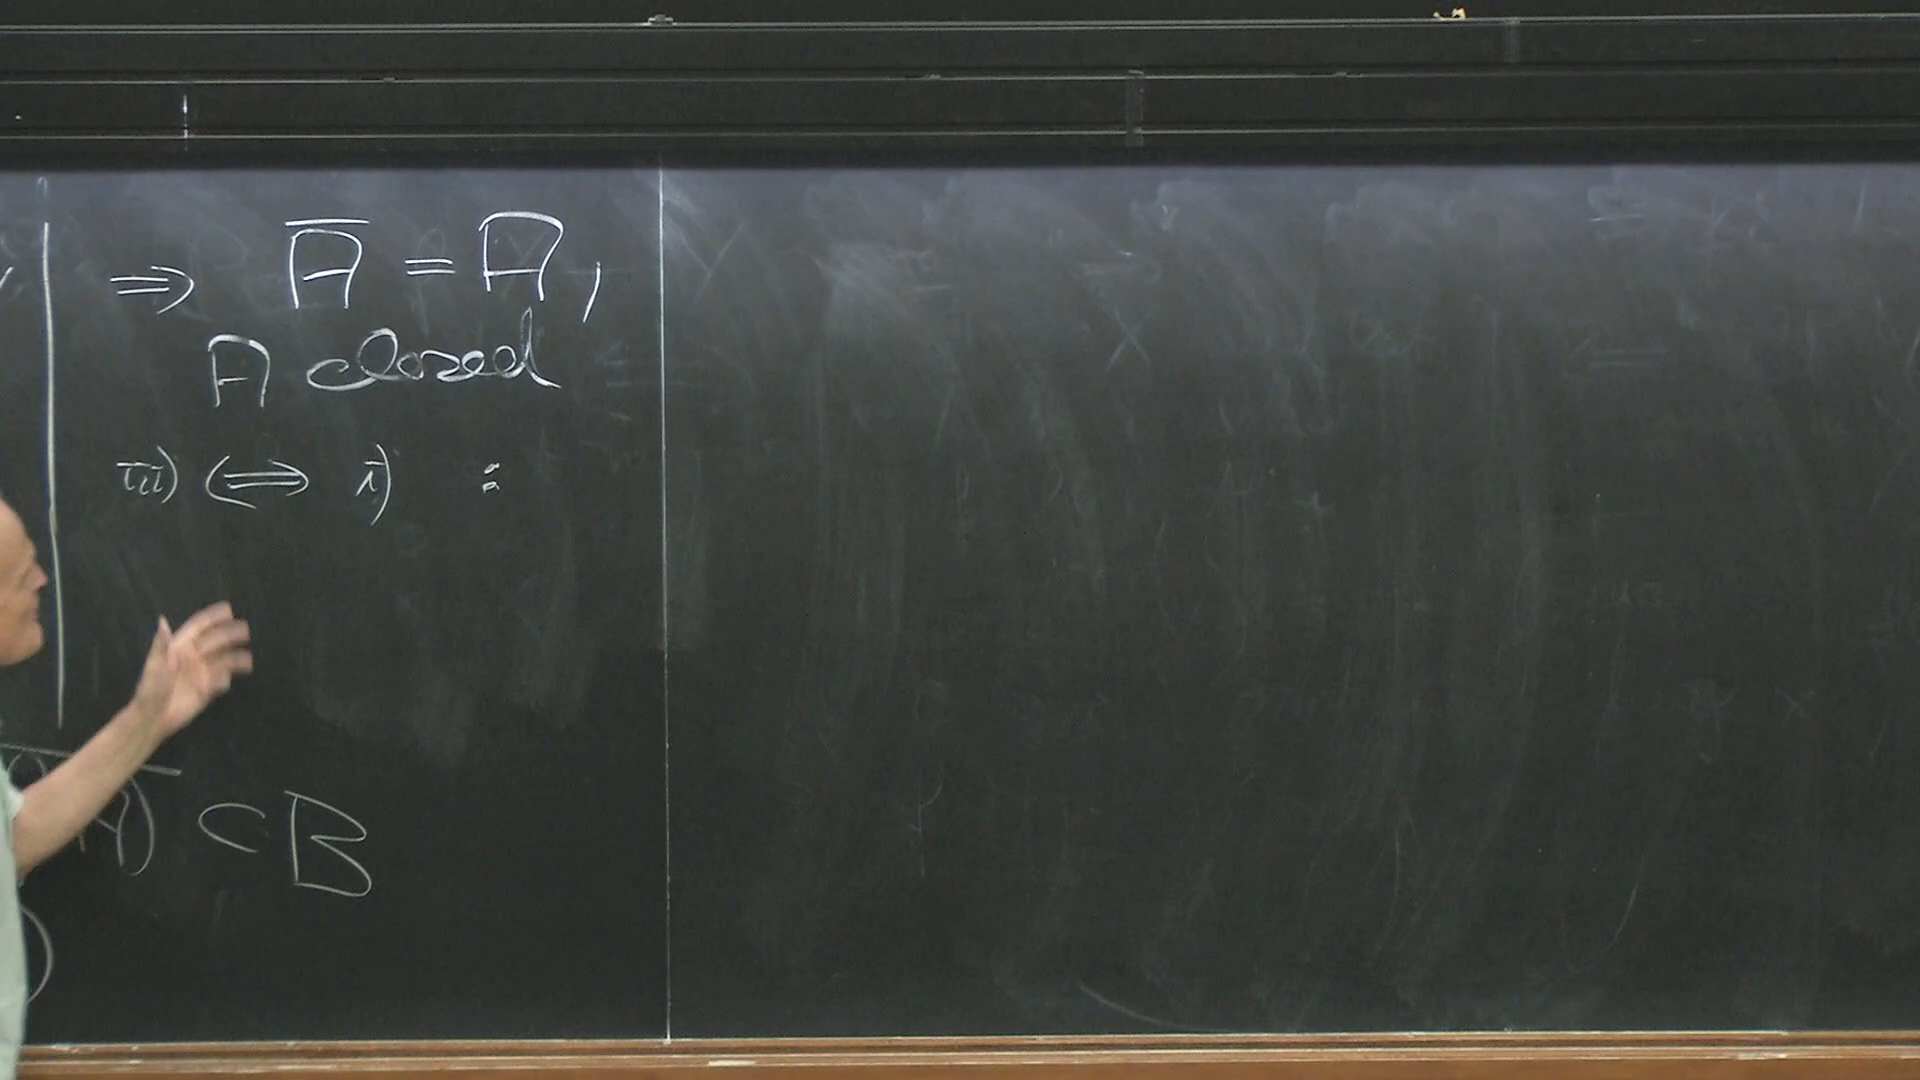 ⇒ A̅ = A,
A closed
iii) ⟺ i) :
A) ⊂ B